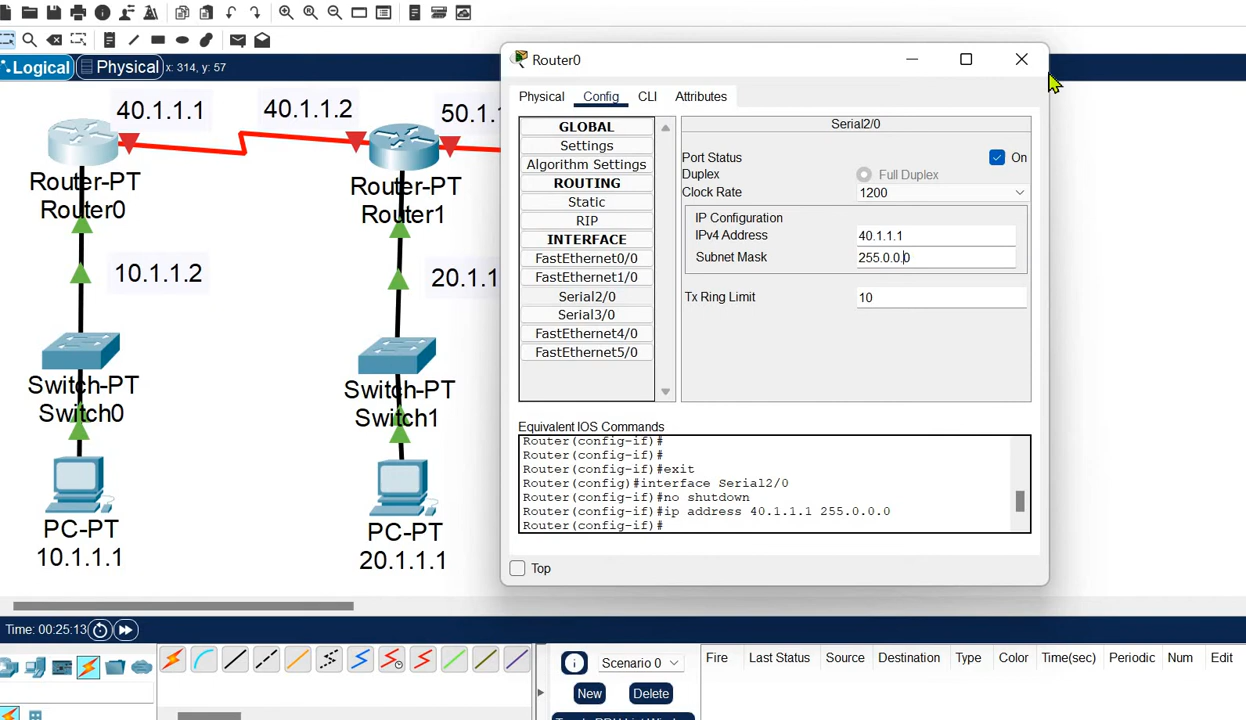 Logical
Physical
x: 314, y: 57
40.1.1.1
40.1.1.2
50.1.1
Router-PT
Router0
Router-PT
Router1
10.1.1.2
20.1.1
Switch-PT
Switch0
Switch-PT
Switch1
PC-PT
10.1.1.1
PC-PT
20.1.1.1
Router0
Physical
Config
CLI
Attributes
GLOBAL
Settings
Algorithm Settings
ROUTING
Static
RIP
INTERFACE
FastEthernet0/0
FastEthernet1/0
Serial2/0
Serial3/0
FastEthernet4/0
FastEthernet5/0
Serial2/0
Port Status
On
Duplex
Full Duplex
Clock Rate
1200
IP Configuration
IPv4 Address
40.1.1.1
Subnet Mask
255.0.0.0
Tx Ring Limit
10
Equivalent IOS Commands
Router(config-if)#
Router(config-if)#
Router(config-if)#exit
Router(config)#interface Serial2/0
Router(config-if)#no shutdown
Router(config-if)#ip address 40.1.1.1 255.0.0.0
Router(config-if)#
Top
Time: 00:25:13
Scenario 0
New
Delete
Fire
Last Status
Source
Destination
Type
Color
Time(sec)
Periodic
Num
Edit